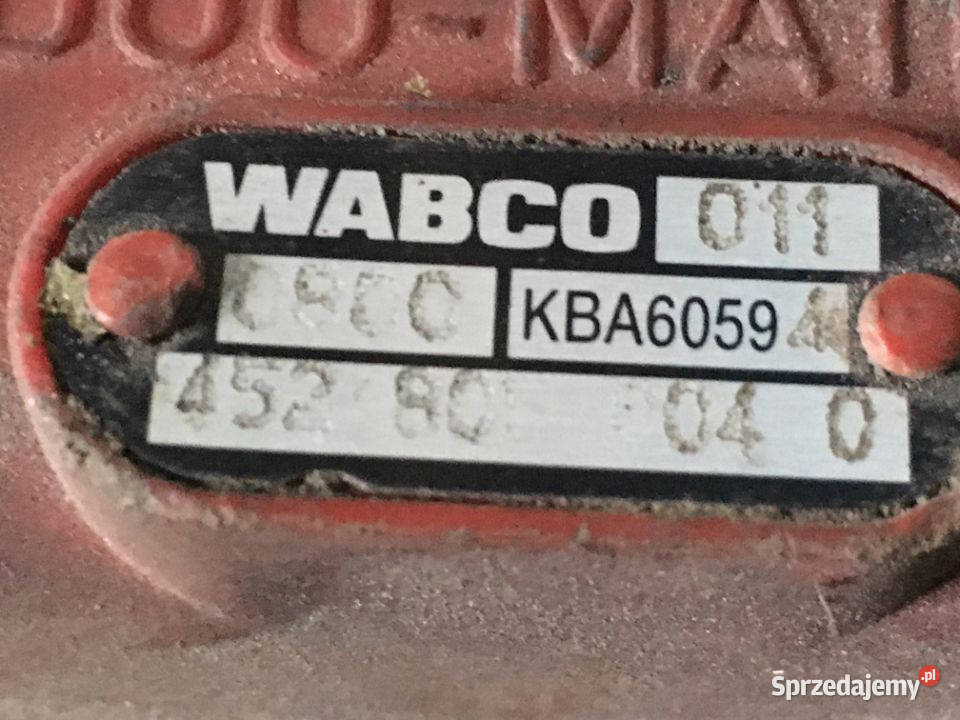 WABCO 011
KBA6059
452 80 04 0
Sprzedajemy.pl